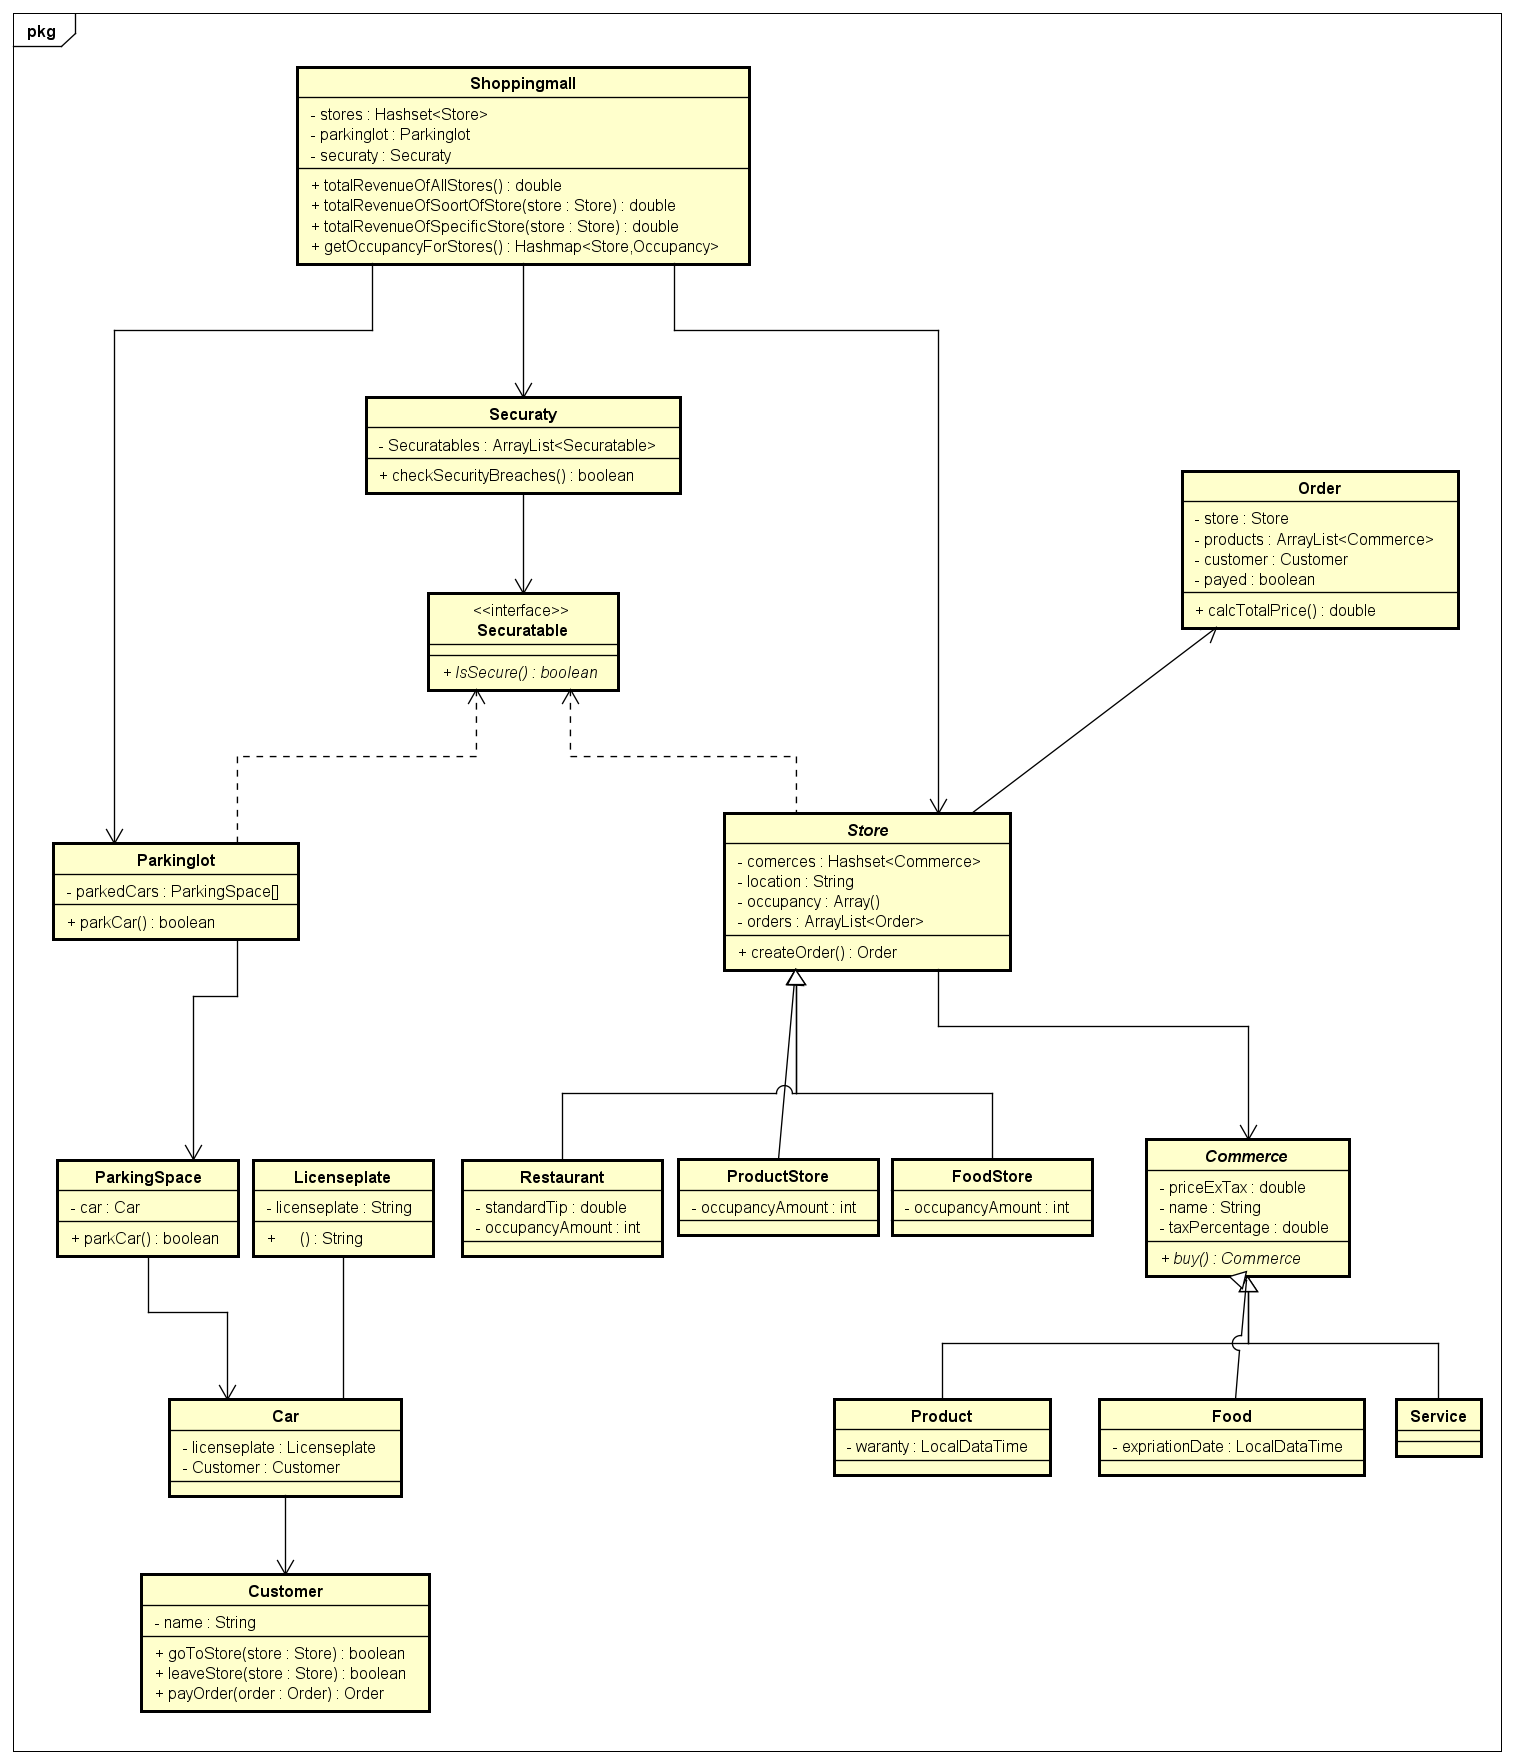 pkg
Shoppingmall
- stores : Hashset<Store>
- parkinglot : Parkinglot
- securaty : Securaty
+ totalRevenueOfAllStores() : double
+ totalRevenueOfSoortOfStore(store : Store) : double
+ totalRevenueOfSpecificStore(store : Store) : double
+ getOccupancyForStores() : Hashmap<Store,Occupancy>
Securaty
- Securatables : ArrayList<Securatable>
+ checkSecurityBreaches() : boolean
Order
- store : Store
- products : ArrayList<Commerce>
- customer : Customer
- payed : boolean
+ calcTotalPrice() : double
<<interface>>
Securatable
+ IsSecure() : boolean
Parkinglot
- parkedCars : ParkingSpace[]
+ parkCar() : boolean
Store
- comerces : Hashset<Commerce>
- location : String
- occupancy : Array()
- orders : ArrayList<Order>
+ createOrder() : Order
ParkingSpace
- car : Car
+ parkCar() : boolean
Licenseplate
- licenseplate : String
+ () : String
Restaurant
- standardTip : double
- occupancyAmount : int
ProductStore
- occupancyAmount : int
FoodStore
- occupancyAmount : int
Commerce
- priceExTax : double
- name : String
- taxPercentage : double
+ buy() : Commerce
Car
- licenseplate : Licenseplate
- Customer : Customer
Product
- waranty : LocalDataTime
Food
- expriationDate : LocalDataTime
Service
Customer
- name : String
+ goToStore(store : Store) : boolean
+ leaveStore(store : Store) : boolean
+ payOrder(order : Order) : Order